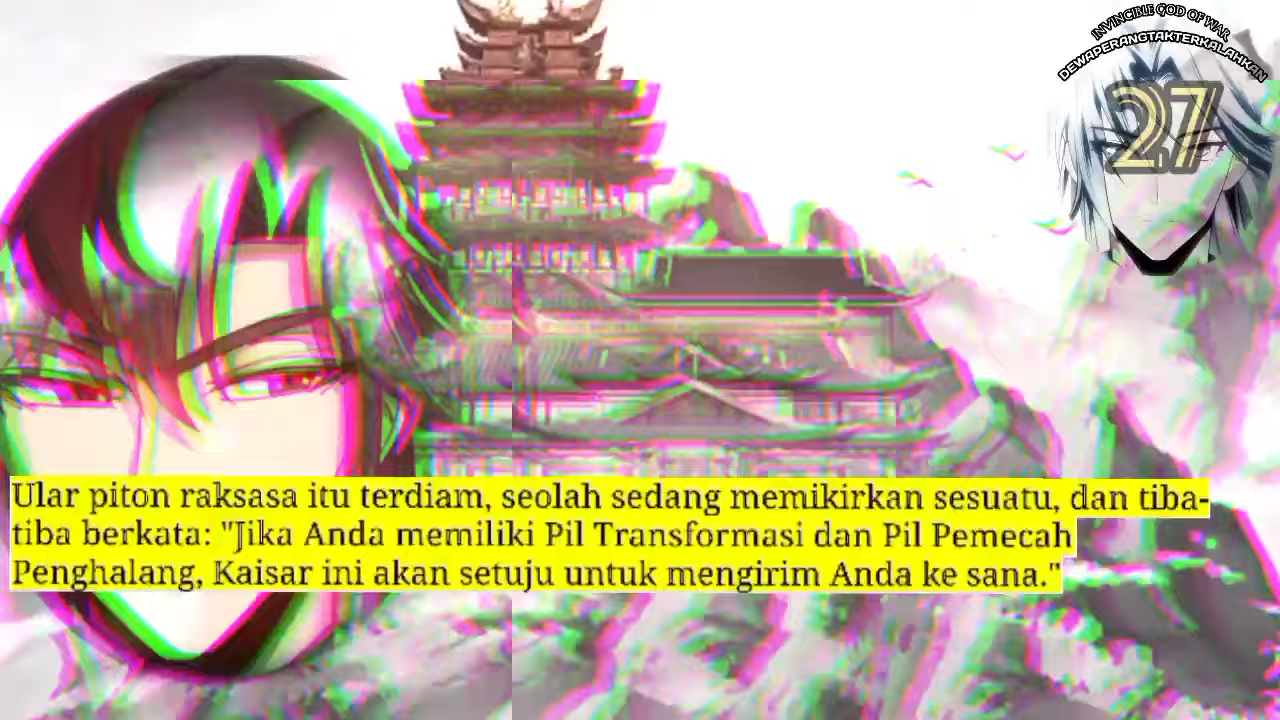 INVINCIBLE GOD OF WAR
DEWAPERANGTAKTERKALAHKAN
27
Ular piton raksasa itu terdiam, seolah sedang memikirkan sesuatu, dan tiba-
tiba berkata: "Jika Anda memiliki Pil Transformasi dan Pil Pemecah
Penghalang, Kaisar ini akan setuju untuk mengirim Anda ke sana."